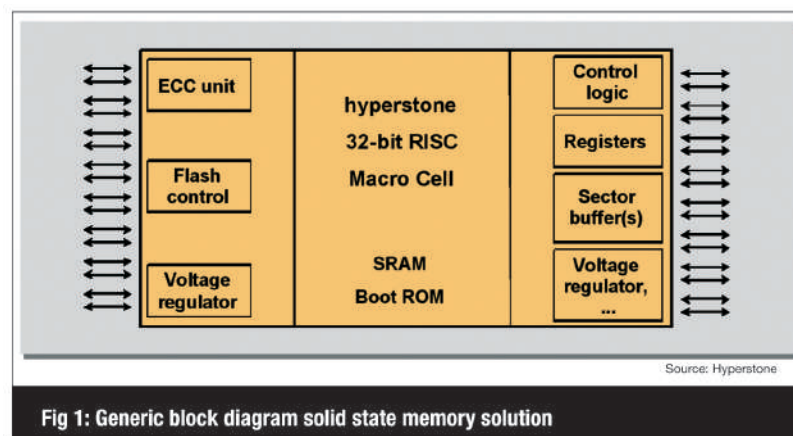 ECC unit
Flash
control
Voltage
regulator
hyperstone
32-bit RISC
Macro Cell
SRAM
Boot ROM
Control
logic
Registers
Sector
buffer(s)
Voltage
regulator,
...
Source: Hyperstone
Fig 1: Generic block diagram solid state memory solution